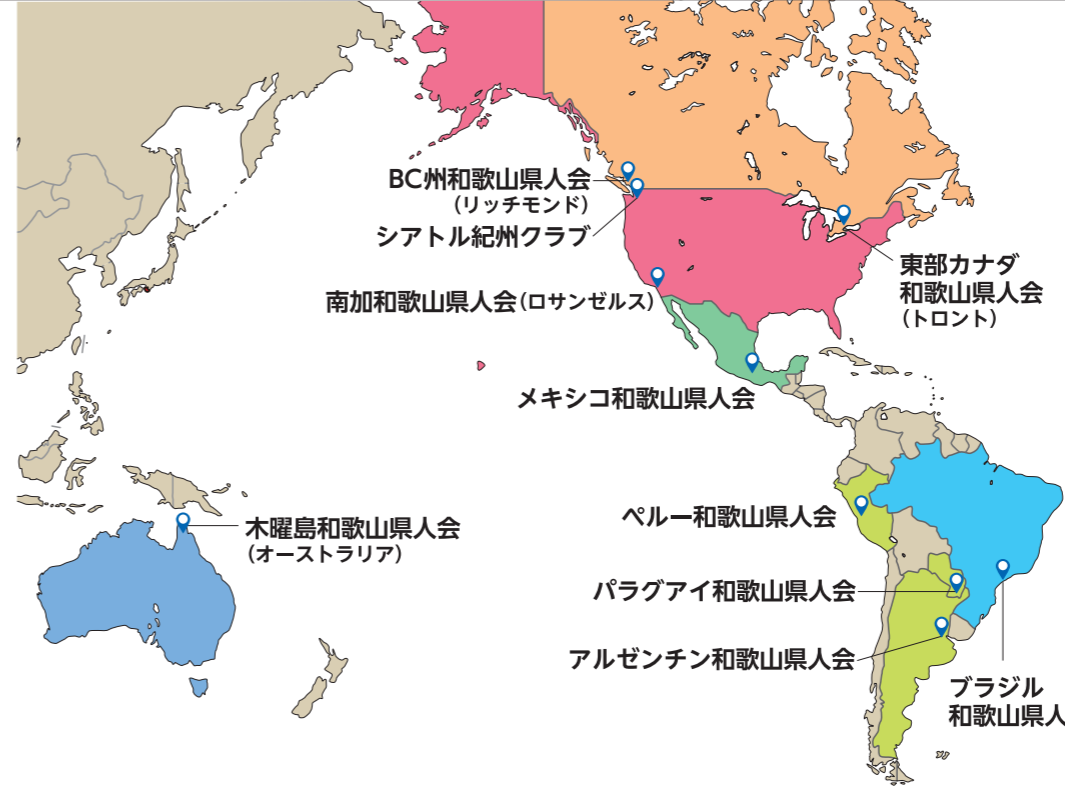 BC州和歌山県人会
（リッチモンド）
シアトル紀州クラブ
東部カナダ
和歌山県人会
（トロント）
南加和歌山県人会（ロサンゼルス）
メキシコ和歌山県人会
木曜島和歌山県人会
（オーストラリア）
ペルー和歌山県人会
パラグアイ和歌山県人会
アルゼンチン和歌山県人会
ブラジル
和歌山県人